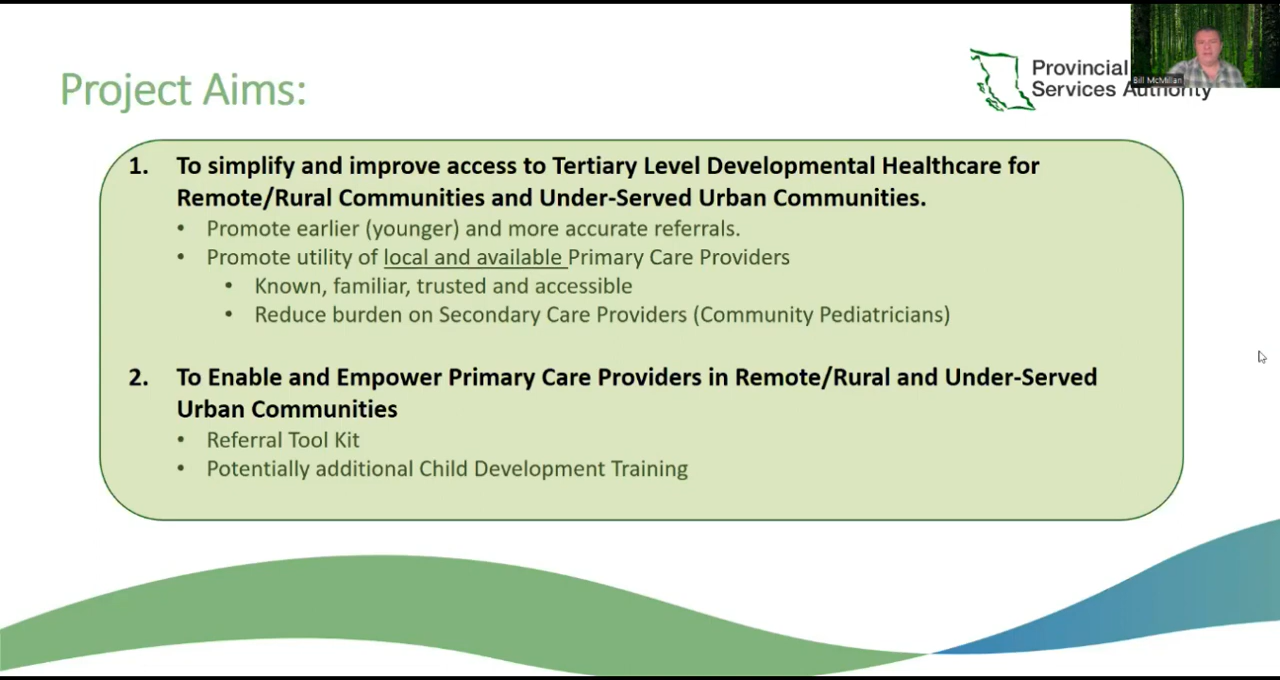 Project Aims:
Provincial
Services Authority
Bill McMillan
1. To simplify and improve access to Tertiary Level Developmental Healthcare for
Remote/Rural Communities and Under-Served Urban Communities.
• Promote earlier (younger) and more accurate referrals.
• Promote utility of local and available Primary Care Providers
• Known, familiar, trusted and accessible
• Reduce burden on Secondary Care Providers (Community Pediatricians)
2. To Enable and Empower Primary Care Providers in Remote/Rural and Under-Served
Urban Communities
• Referral Tool Kit
• Potentially additional Child Development Training